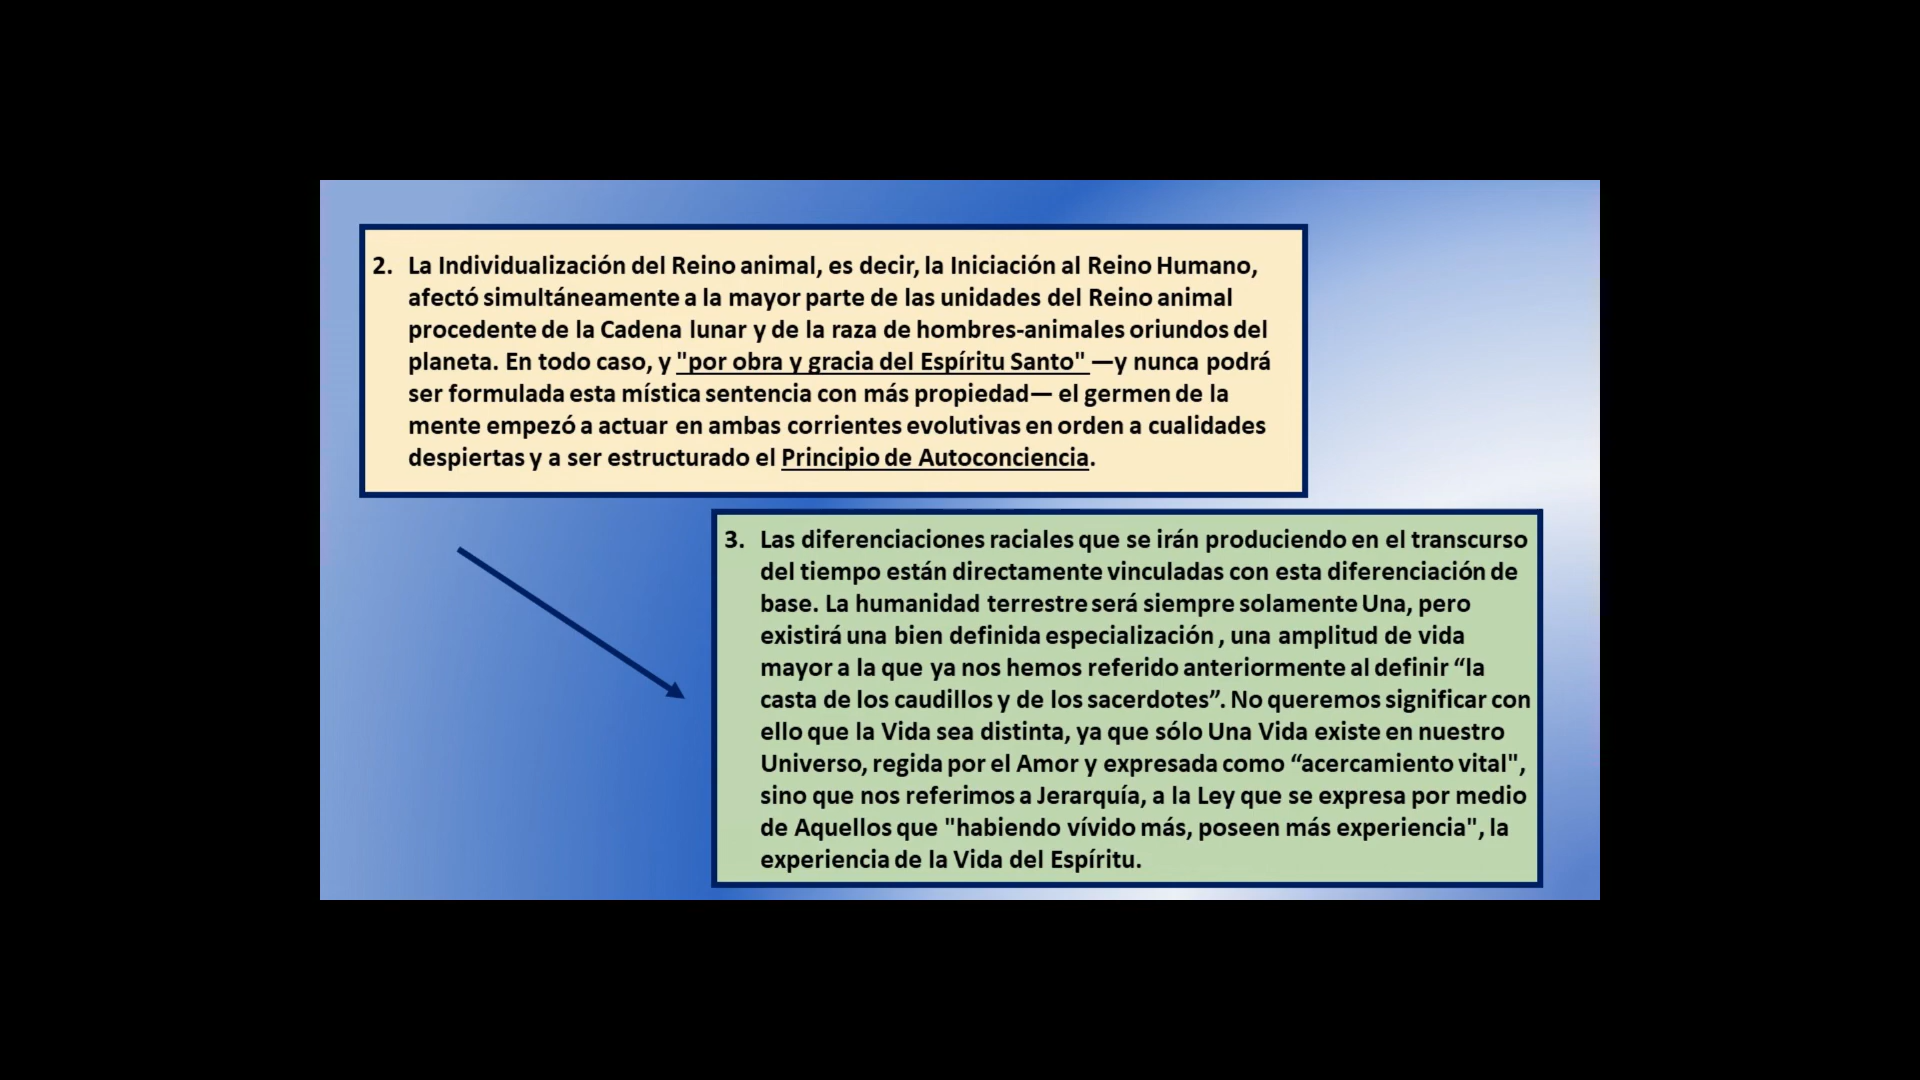 2. La Individualización del Reino animal, es decir, la Iniciación al Reino Humano,
afectó simultáneamente a la mayor parte de las unidades del Reino animal
procedente de la Cadena lunar y de la raza de hombres-animales oriundos del
planeta. En todo caso, y "por obra y gracia del Espíritu Santo" —y nunca podrá
ser formulada esta mística sentencia con más propiedad— el germen de la
mente empezó a actuar en ambas corrientes evolutivas en orden a cualidades
despiertas y a ser estructurado el Principio de Autoconciencia.
3. Las diferenciaciones raciales que se irán produciendo en el transcurso
del tiempo están directamente vinculadas con esta diferenciación de
base. La humanidad terrestre será siempre solamente Una, pero
existirá una bien definida especialización , una amplitud de vida
mayor a la que ya nos hemos referido anteriormente al definir “la
casta de los caudillos y de los sacerdotes”. No queremos significar con
ello que la Vida sea distinta, ya que sólo Una Vida existe en nuestro
Universo, regida por el Amor y expresada como “acercamiento vital",
sino que nos referimos a Jerarquía, a la Ley que se expresa por medio
de Aquellos que "habiendo vívido más, poseen más experiencia", la
experiencia de la Vida del Espíritu.